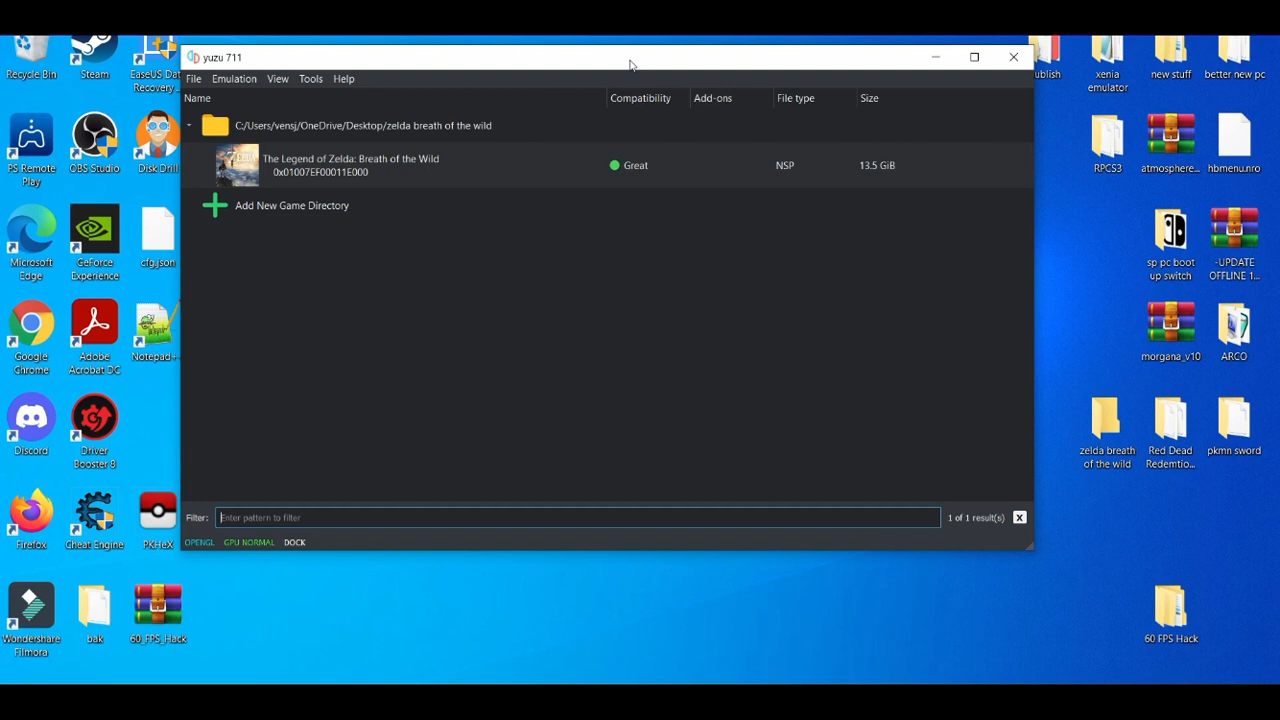 yuzu 711
File Emulation View Tools Help
Name Compatibility Add-ons File type Size
C:/Users/vensj/OneDrive/Desktop/zelda breath of the wild
The Legend of Zelda: Breath of the Wild Great NSP 13.5 GiB
0x01007EF00011E000
Add New Game Directory
Filter: Enter pattern to filter 1 of 1 result(s) X
OPENGL GPU NORMAL DOCK
Recycle Bin
Steam
EaseUS Dat
Recovery ...
PS Remote
Play
OBS Studio
Disk Drill
Microsoft
Edge
GeForce
Experience
cfg.json
Google
Chrome
Adobe
Acrobat DC
Notepad+
Discord
Driver
Booster 8
Firefox
Cheat Engine
PKHeX
Wondershare
Filmora
bak
60_FPS_Hack
ublish
xenia
emulator
new stuff
better new pc
RPCS3
atmosphere...
hbmenu.nro
sp pc boot
up switch
-UPDATE
OFFLINE 1...
morgana_v10
ARCO
zelda breath
of the wild
Red Dead
Redemtio...
pkmn sword
60 FPS Hack